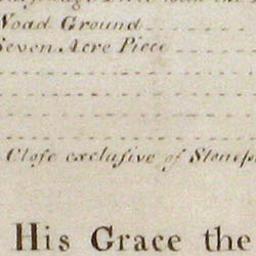 Woad Ground
Seven Acre Piece
Close exclusive of
His Grace the